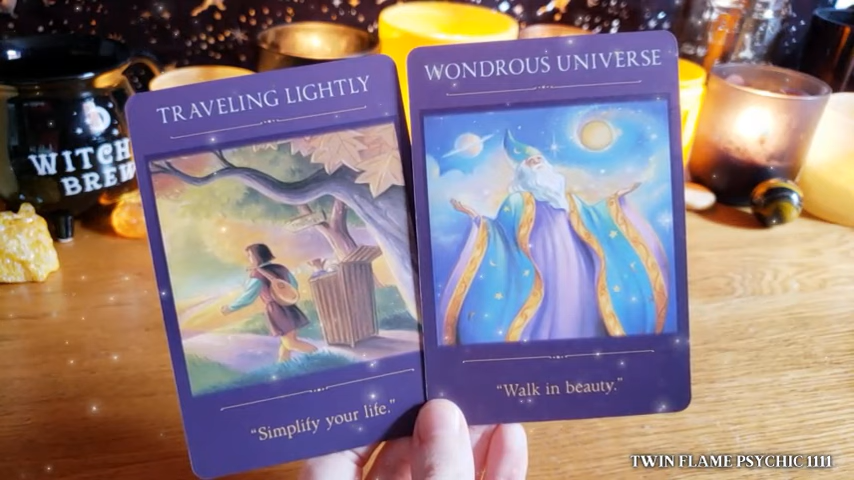 TRAVELING LIGHTLY
WONDROUS UNIVERSE
WITCH
BREW
"Simplify your life."
"Walk in beauty."
TWIN FLAME PSYCHIC 1111